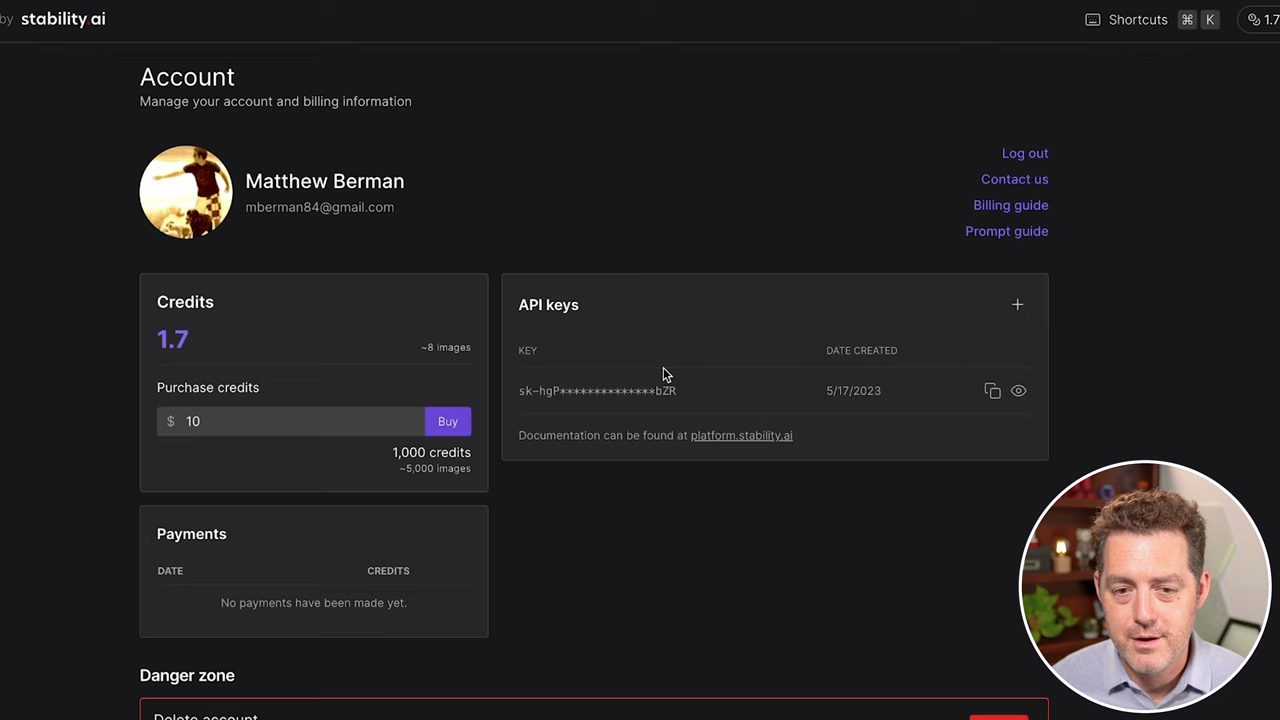 by stability.ai
Shortcuts ⌘ K
1.7
Account
Manage your account and billing information
Matthew Berman
mberman84@gmail.com
Log out
Contact us
Billing guide
Prompt guide
Credits
1.7
~8 images
Purchase credits
$ 10
Buy
1,000 credits
~5,000 images
API keys
+
KEY DATE CREATED
sk-hgP**************bZR 5/17/2023
Documentation can be found at platform.stability.ai
Payments
DATE CREDITS
No payments have been made yet.
Danger zone
Delete account